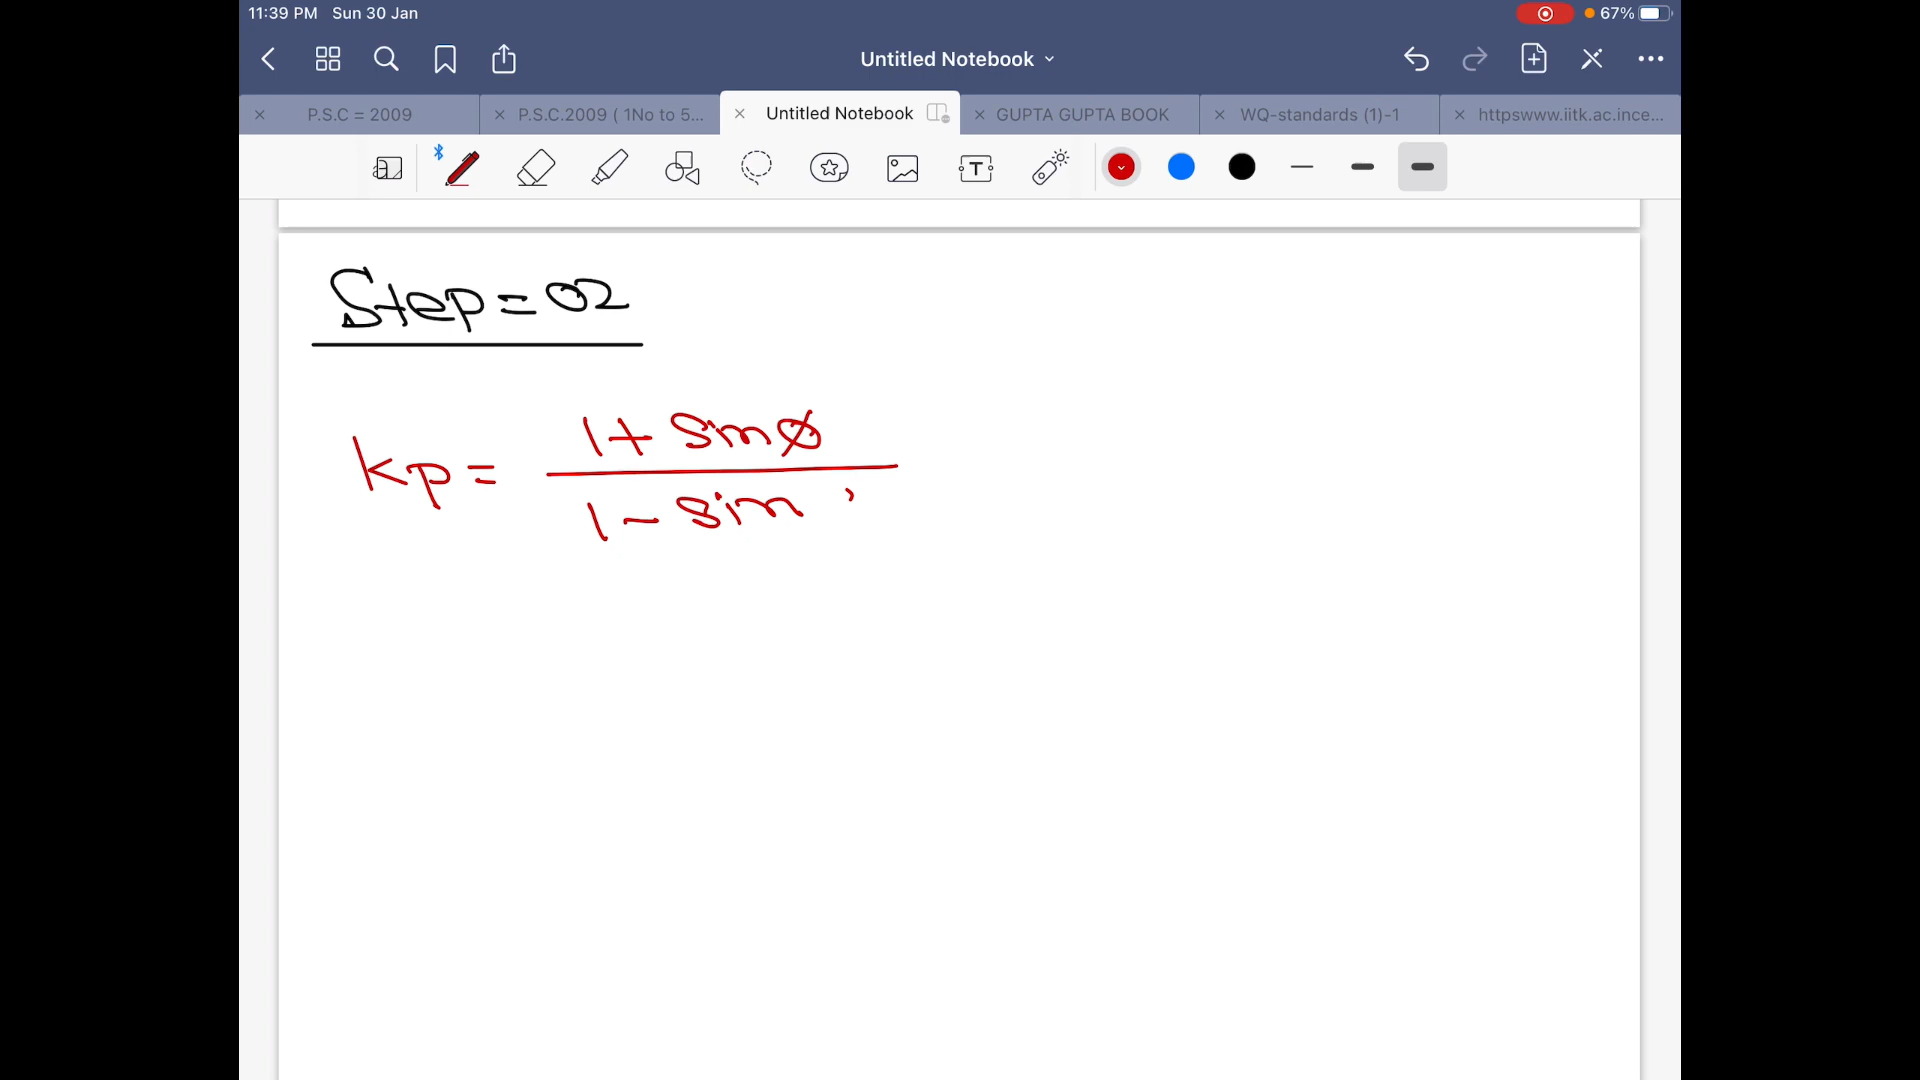 11:39 PM Sun 30 Jan 67%
Untitled Notebook
P.S.C = 2009 P.S.C.2009 ( 1No to 5... Untitled Notebook GUPTA GUPTA BOOK WQ-standards (1)-1 httpswww.iitk.ac.ince...
T
Step = 02
1 + sinφ
kp =
1 - sin